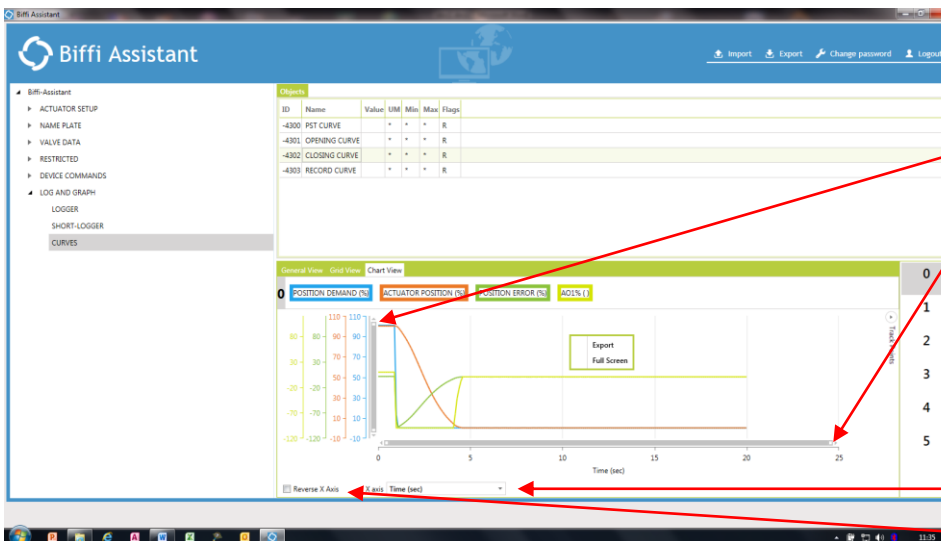 Biffi Assistant
Biffi Assistant
Import Export Change password Logout
Biffi-Assistant
ACTUATOR SETUP
NAME PLATE
VALVE DATA
RESTRICTED
DEVICE COMMANDS
LOG AND GRAPH
LOGGER
SHORT-LOGGER
CURVES
Objects
ID Name Value UM Min Max Flags
-4300 PST CURVE * * * R
-4301 OPENING CURVE * * * R
-4302 CLOSING CURVE * * * R
-4303 RECORD CURVE * * * R
General View Grid View Chart View
0 POSITION DEMAND (%) ACTUATOR POSITION (%) POSITION ERROR (%) AO1% ( )
110 110
80 80 90 90
70 70
30 30 50 50
-20 -20 30 30
-70 -70 10 10
-120 -120 -10 -10
Export
Full Screen
Track Points
0 5 10 15 20 25
Time (sec)
Reverse X Axis X axis Time (sec)
0
1
2
3
4
5
11:35